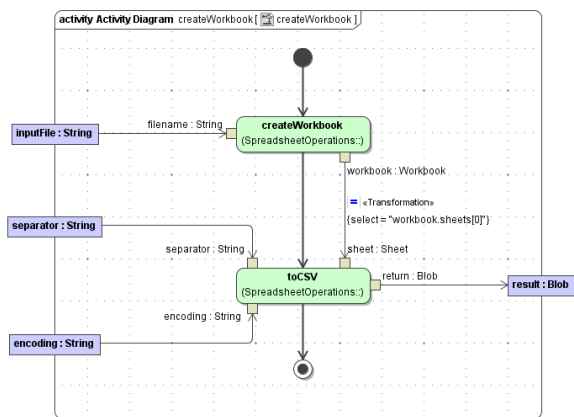 activity Activity Diagram createWorkbook [ createWorkbook ]
filename : String
inputFile : String
createWorkbook
(SpreadsheetOperations::)
workbook : Workbook
= «Transformation»
{select = "workbook.sheets[0]"}
separator : String
separator : String
sheet : Sheet
toCSV
(SpreadsheetOperations::)
return : Blob
result : Blob
encoding : String
encoding : String